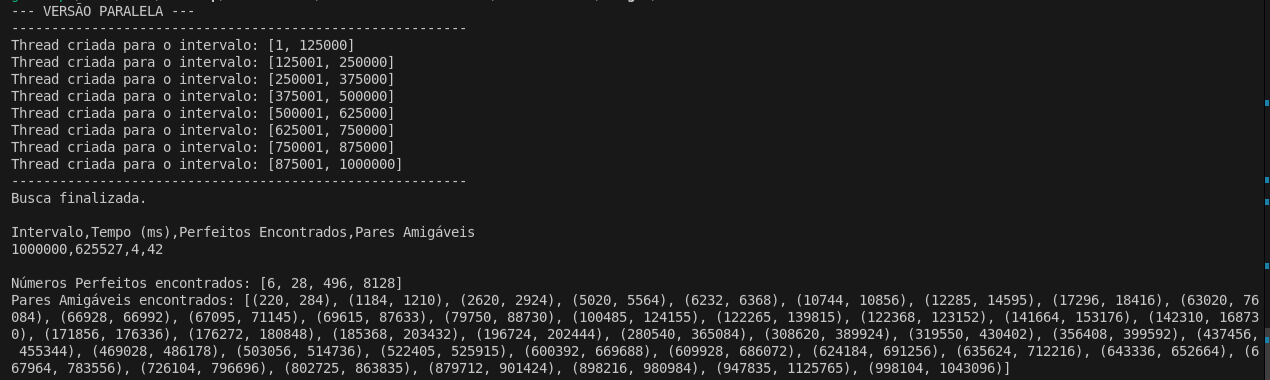 --- VERSÃO PARALELA ---
---------------------------------------------------------
Thread criada para o intervalo: [1, 125000]
Thread criada para o intervalo: [125001, 250000]
Thread criada para o intervalo: [250001, 375000]
Thread criada para o intervalo: [375001, 500000]
Thread criada para o intervalo: [500001, 625000]
Thread criada para o intervalo: [625001, 750000]
Thread criada para o intervalo: [750001, 875000]
Thread criada para o intervalo: [875001, 1000000]
---------------------------------------------------------
Busca finalizada.
Intervalo,Tempo (ms),Perfeitos Encontrados,Pares Amigáveis
1000000,625527,4,42
Números Perfeitos encontrados: [6, 28, 496, 8128]
Pares Amigáveis encontrados: [(220, 284), (1184, 1210), (2620, 2924), (5020, 5564), (6232, 6368), (10744, 10856), (12285, 14595), (17296, 18416), (63020, 76
084), (66928, 66992), (67095, 71145), (69615, 87633), (79750, 88730), (100485, 124155), (122265, 139815), (122368, 123152), (141664, 153176), (142310, 16873
0), (171856, 176336), (176272, 180848), (185368, 203432), (196724, 202444), (280540, 365084), (308620, 389924), (319550, 430402), (356408, 399592), (437456,
 455344), (469028, 486178), (503056, 514736), (522405, 525915), (600392, 669688), (609928, 686072), (624184, 691256), (635624, 712216), (643336, 652664), (6
67964, 783556), (726104, 796696), (802725, 863835), (879712, 901424), (898216, 980984), (947835, 1125765), (998104, 1043096)]